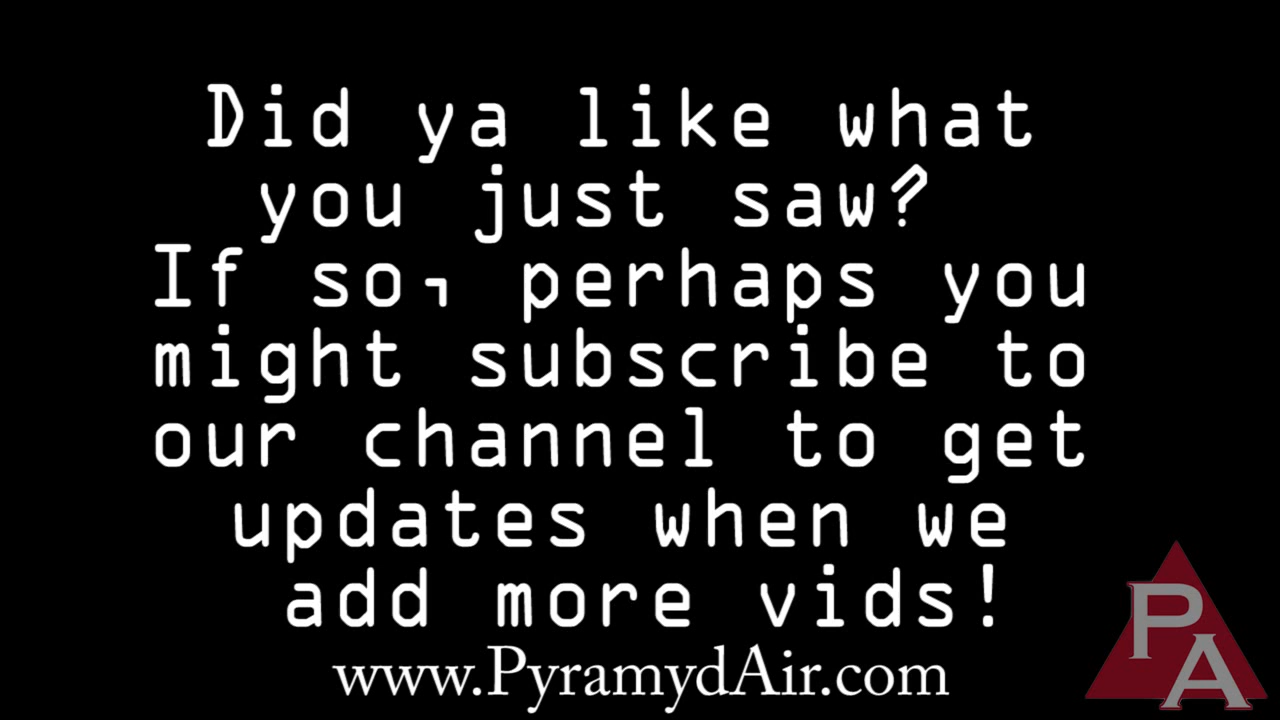 Did ya like what
you just saw?
If so, perhaps you
might subscribe to
our channel to get
updates when we
add more vids!
www.PyramydAir.com
PA